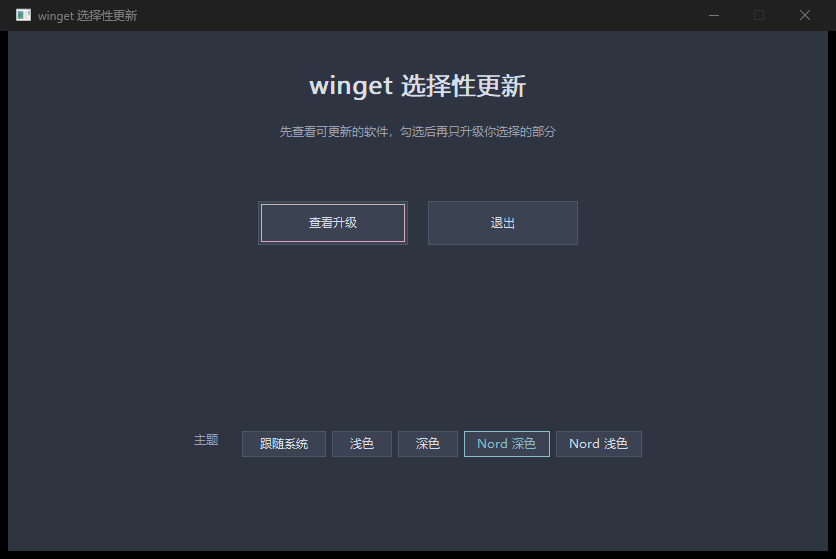 winget 选择性更新
winget 选择性更新
先查看可更新的软件，勾选后再只升级你选择的部分
查看升级 退出
主题 跟随系统 浅色 深色 Nord 深色 Nord 浅色